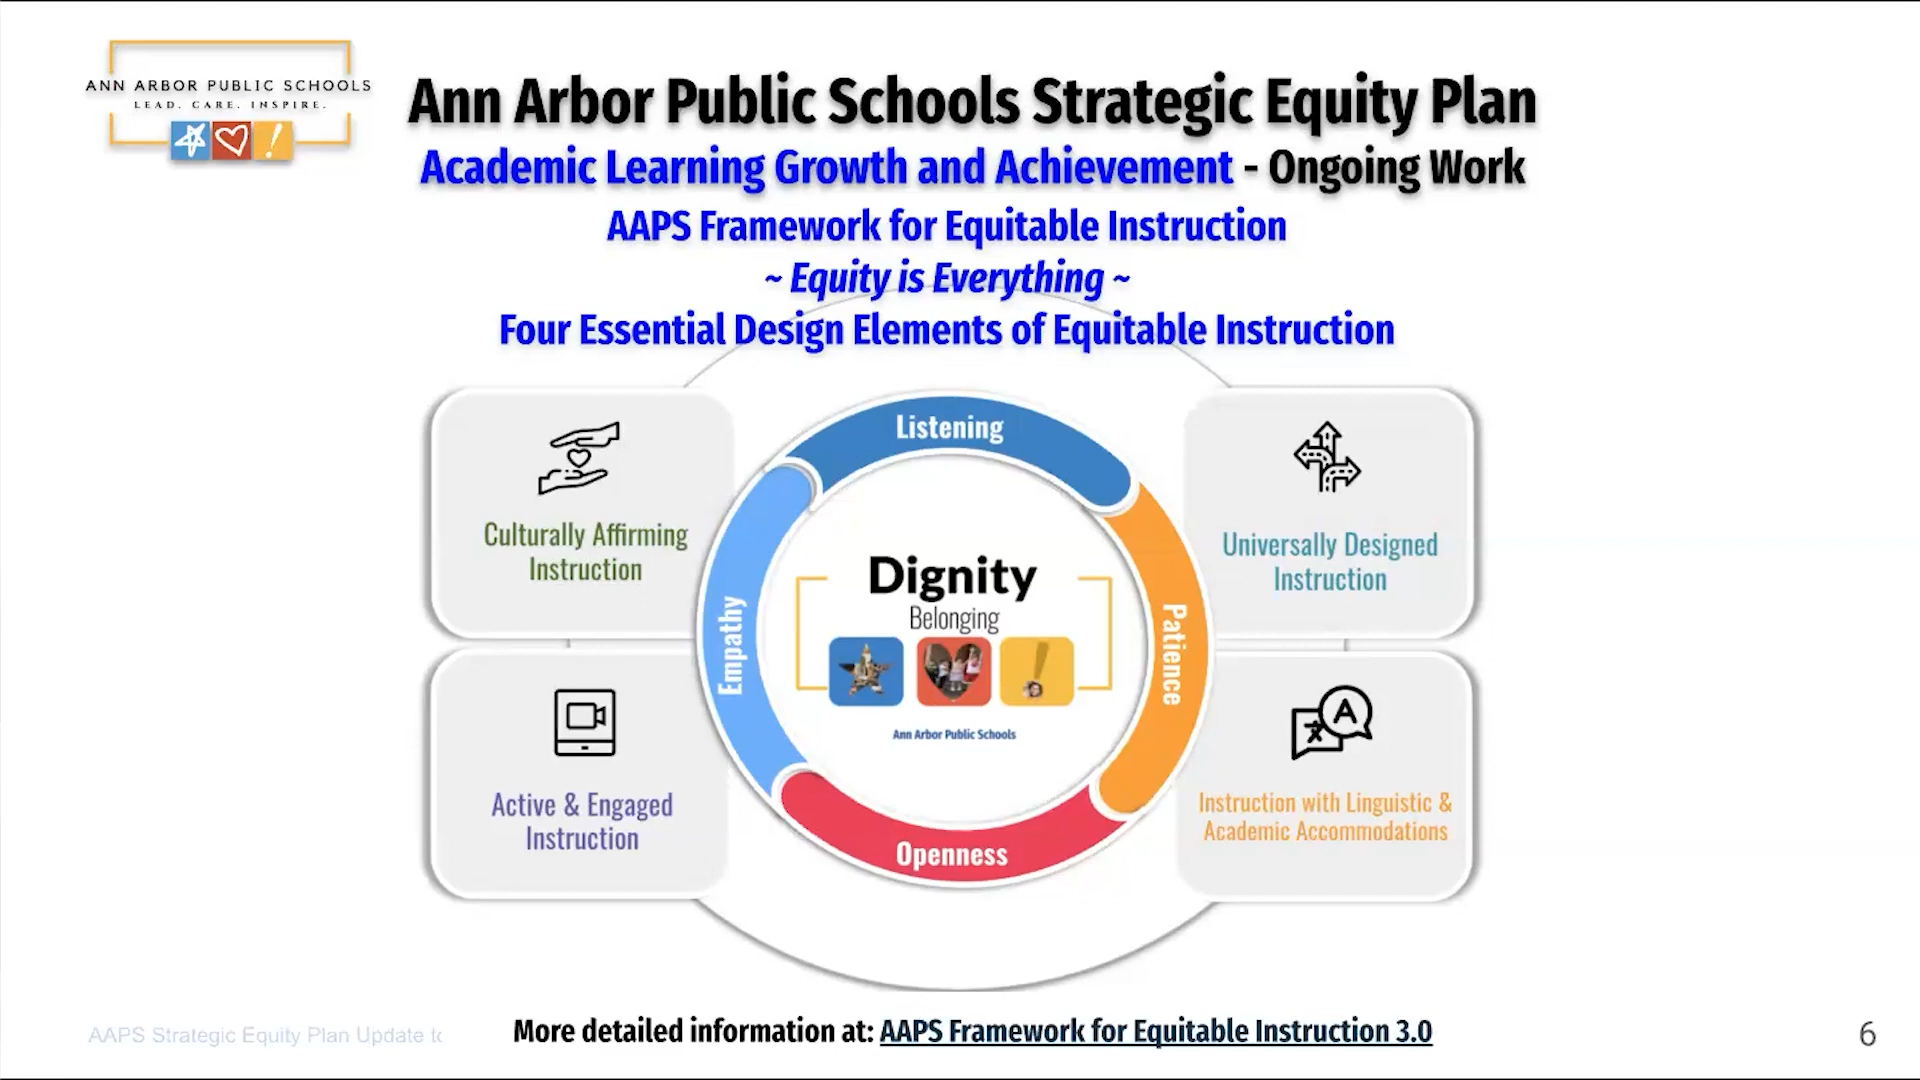 ANN ARBOR PUBLIC SCHOOLS
LEAD. CARE. INSPIRE.
Ann Arbor Public Schools Strategic Equity Plan
Academic Learning Growth and Achievement - Ongoing Work
AAPS Framework for Equitable Instruction
~ Equity is Everything ~
Four Essential Design Elements of Equitable Instruction
Culturally Affirming
Instruction
Active & Engaged
Instruction
Listening
Empathy
Dignity
Belonging
Ann Arbor Public Schools
Patience
Openness
Universally Designed
Instruction
A
Instruction with Linguistic &
Academic Accommodations
AAPS Strategic Equity Plan Update to
More detailed information at: AAPS Framework for Equitable Instruction 3.0
6